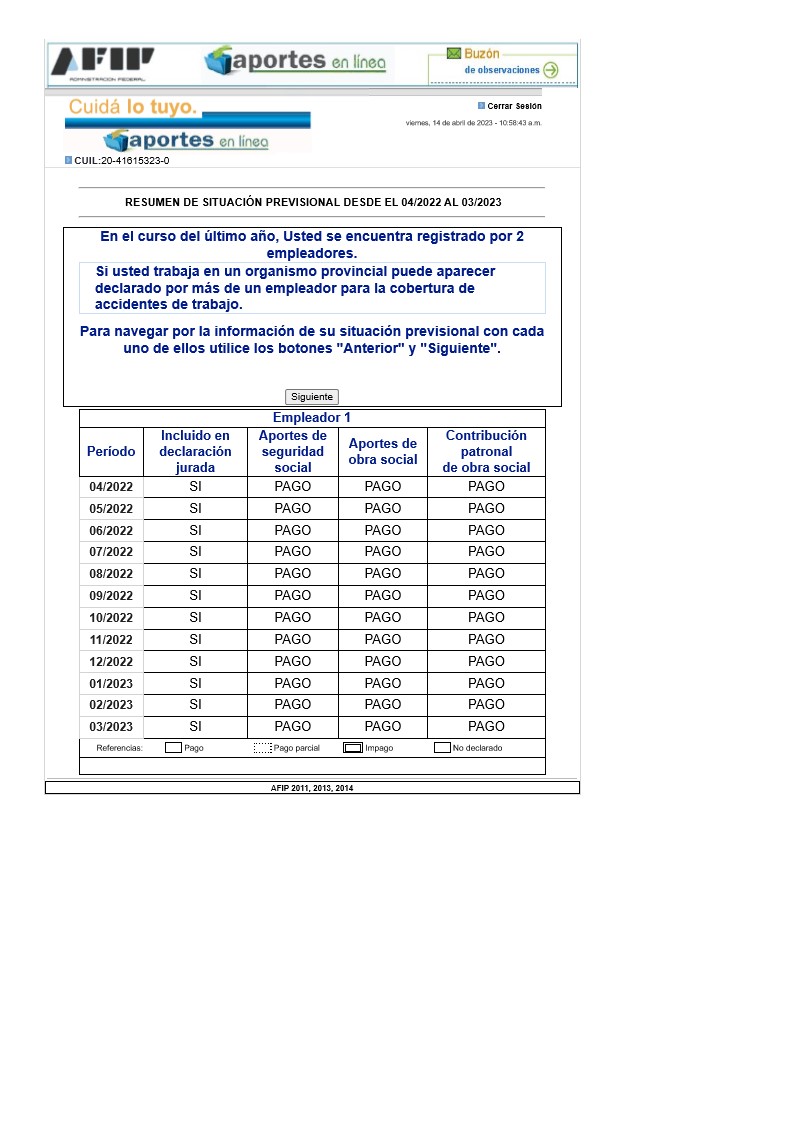 AFIP
ADMINISTRACION FEDERAL
aportes en línea
Buzón
de observaciones
Cuidá lo tuyo.
aportes en línea
Cerrar Sesión
viernes, 14 de abril de 2023 - 10:58:43 a.m.
CUIL:20-41615323-0
RESUMEN DE SITUACIÓN PREVISIONAL DESDE EL 04/2022 AL 03/2023
En el curso del último año, Usted se encuentra registrado por 2
empleadores.
Si usted trabaja en un organismo provincial puede aparecer
declarado por más de un empleador para la cobertura de
accidentes de trabajo.
Para navegar por la información de su situación previsional con cada
uno de ellos utilice los botones "Anterior" y "Siguiente".
Siguiente
Empleador 1
Período Incluido en declaración jurada Aportes de seguridad social Aportes de obra social Contribución patronal de obra social
04/2022 SI PAGO PAGO PAGO
05/2022 SI PAGO PAGO PAGO
06/2022 SI PAGO PAGO PAGO
07/2022 SI PAGO PAGO PAGO
08/2022 SI PAGO PAGO PAGO
09/2022 SI PAGO PAGO PAGO
10/2022 SI PAGO PAGO PAGO
11/2022 SI PAGO PAGO PAGO
12/2022 SI PAGO PAGO PAGO
01/2023 SI PAGO PAGO PAGO
02/2023 SI PAGO PAGO PAGO
03/2023 SI PAGO PAGO PAGO
Referencias: Pago Pago parcial Impago No declarado
AFIP 2011, 2013, 2014